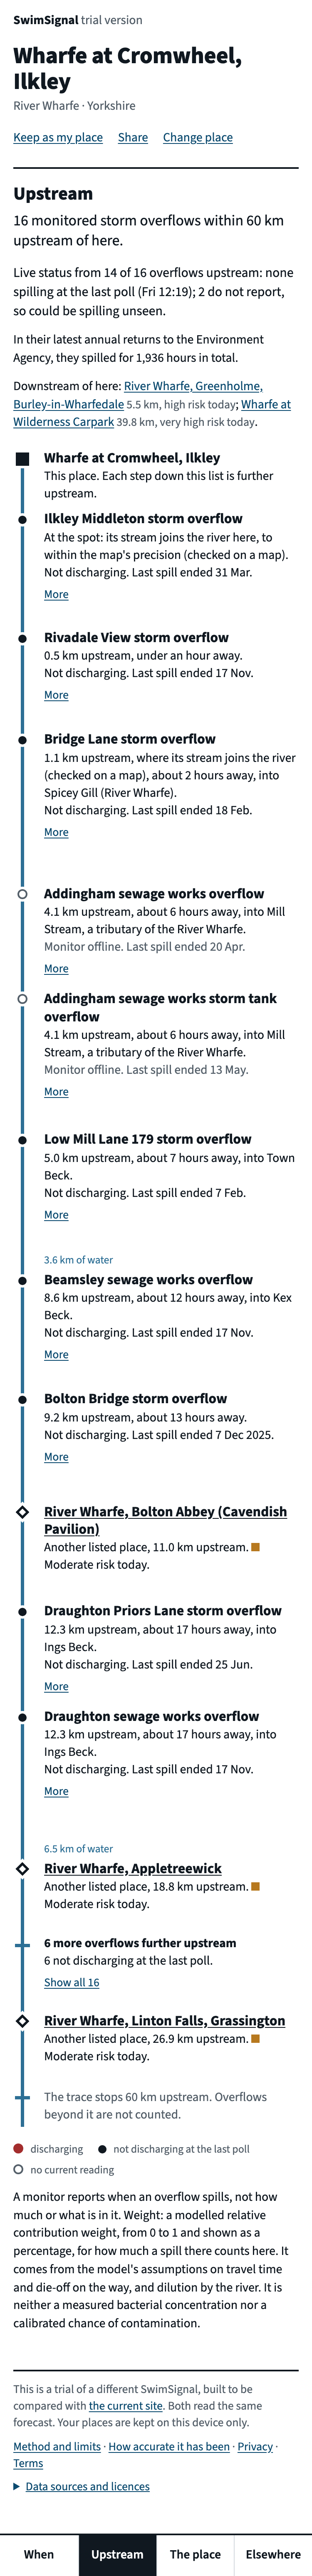 SwimSignal trial version
Wharfe at Cromwheel,
Ilkley
River Wharfe · Yorkshire
Keep as my place Share Change place
Upstream
16 monitored storm overflows within 60 km
upstream of here.
Live status from 14 of 16 overflows upstream: none
spilling at the last poll (Fri 12:19); 2 do not report,
so could be spilling unseen.
In their latest annual returns to the Environment
Agency, they spilled for 1,936 hours in total.
Downstream of here: River Wharfe, Greenholme,
Burley-in-Wharfedale 5.5 km, high risk today; Wharfe at
Wilderness Carpark 39.8 km, very high risk today.
Wharfe at Cromwheel, Ilkley
This place. Each step down this list is further
upstream.
Ilkley Middleton storm overflow
At the spot: its stream joins the river here, to
within the map's precision (checked on a map).
Not discharging. Last spill ended 31 Mar.
More
Rivadale View storm overflow
0.5 km upstream, under an hour away.
Not discharging. Last spill ended 17 Nov.
More
Bridge Lane storm overflow
1.1 km upstream, where its stream joins the river
(checked on a map), about 2 hours away, into
Spicey Gill (River Wharfe).
Not discharging. Last spill ended 18 Feb.
More
Addingham sewage works overflow
4.1 km upstream, about 6 hours away, into Mill
Stream, a tributary of the River Wharfe.
Monitor offline. Last spill ended 20 Apr.
More
Addingham sewage works storm tank
overflow
4.1 km upstream, about 6 hours away, into Mill
Stream, a tributary of the River Wharfe.
Monitor offline. Last spill ended 13 May.
More
Low Mill Lane 179 storm overflow
5.0 km upstream, about 7 hours away, into Town
Beck.
Not discharging. Last spill ended 7 Feb.
More
3.6 km of water
Beamsley sewage works overflow
8.6 km upstream, about 12 hours away, into Kex
Beck.
Not discharging. Last spill ended 17 Nov.
More
Bolton Bridge storm overflow
9.2 km upstream, about 13 hours away.
Not discharging. Last spill ended 7 Dec 2025.
More
River Wharfe, Bolton Abbey (Cavendish
Pavilion)
Another listed place, 11.0 km upstream.
Moderate risk today.
Draughton Priors Lane storm overflow
12.3 km upstream, about 17 hours away, into
Ings Beck.
Not discharging. Last spill ended 25 Jun.
More
Draughton sewage works overflow
12.3 km upstream, about 17 hours away, into
Ings Beck.
Not discharging. Last spill ended 17 Nov.
More
6.5 km of water
River Wharfe, Appletreewick
Another listed place, 18.8 km upstream.
Moderate risk today.
6 more overflows further upstream
6 not discharging at the last poll.
Show all 16
River Wharfe, Linton Falls, Grassington
Another listed place, 26.9 km upstream.
Moderate risk today.
The trace stops 60 km upstream. Overflows
beyond it are not counted.
discharging not discharging at the last poll
no current reading
A monitor reports when an overflow spills, not how
much or what is in it. Weight: a modelled relative
contribution weight, from 0 to 1 and shown as a
percentage, for how much a spill there counts here. It
comes from the model's assumptions on travel time
and die-off on the way, and dilution by the river. It is
neither a measured bacterial concentration nor a
calibrated chance of contamination.
This is a trial of a different SwimSignal, built to be
compared with the current site. Both read the same
forecast. Your places are kept on this device only.
Method and limits · How accurate it has been · Privacy ·
Terms
Data sources and licences
When Upstream The place Elsewhere